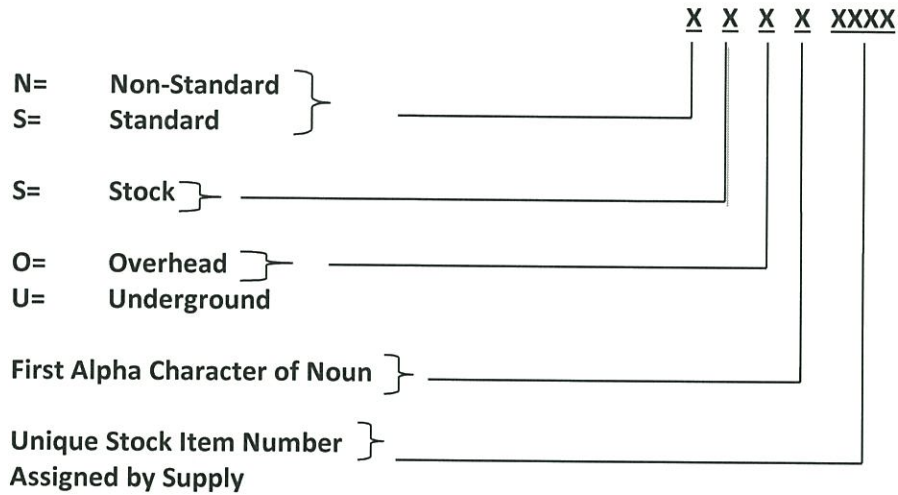 X X X X XXXX
N= Non-Standard
S= Standard
S= Stock
O= Overhead
U= Underground
First Alpha Character of Noun
Unique Stock Item Number
Assigned by Supply